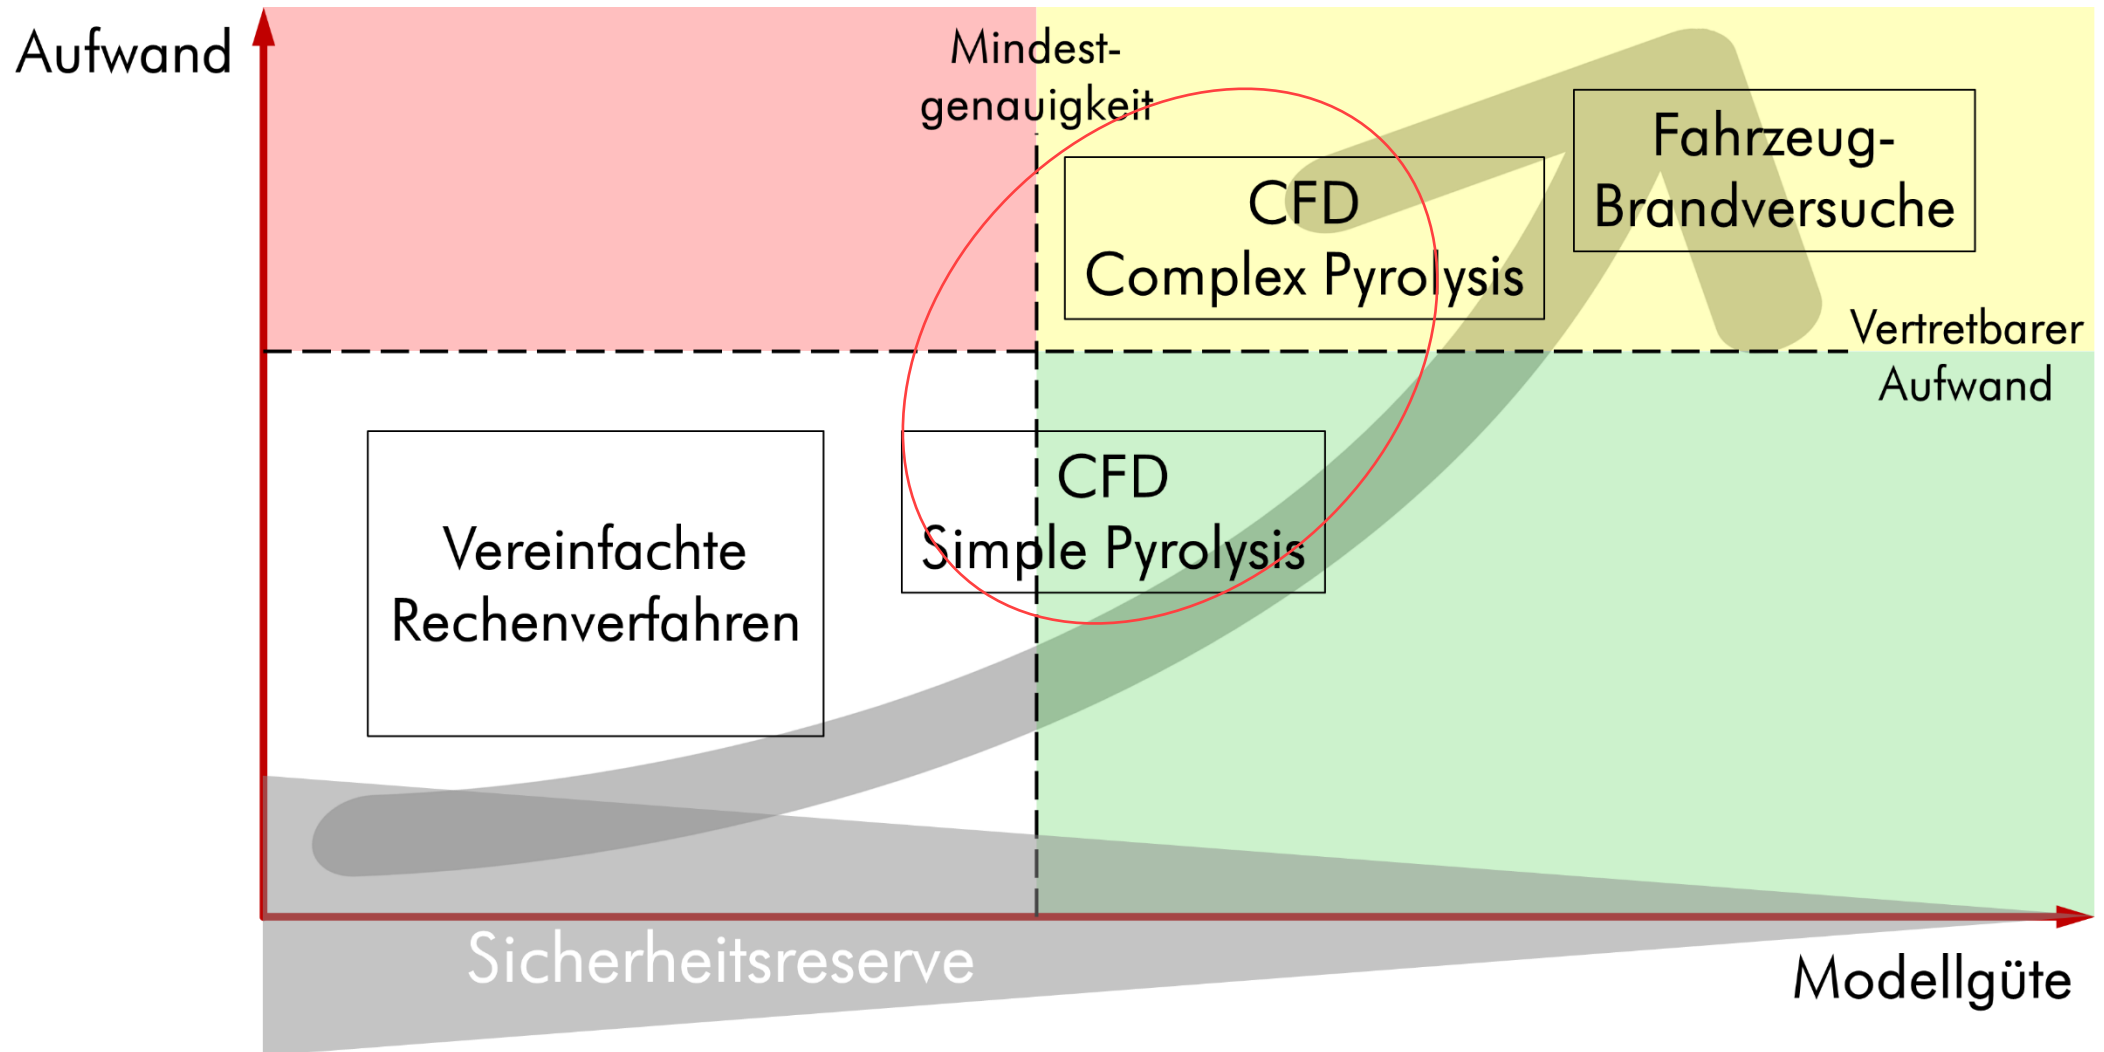 Aufwand
Mindest-
genauigkeit
Fahrzeug-
Brandversuche
CFD
Complex Pyrolysis
Vertretbarer
Aufwand
CFD
Simple Pyrolysis
Vereinfachte
Rechenverfahren
Sicherheitsreserve
Modellgüte